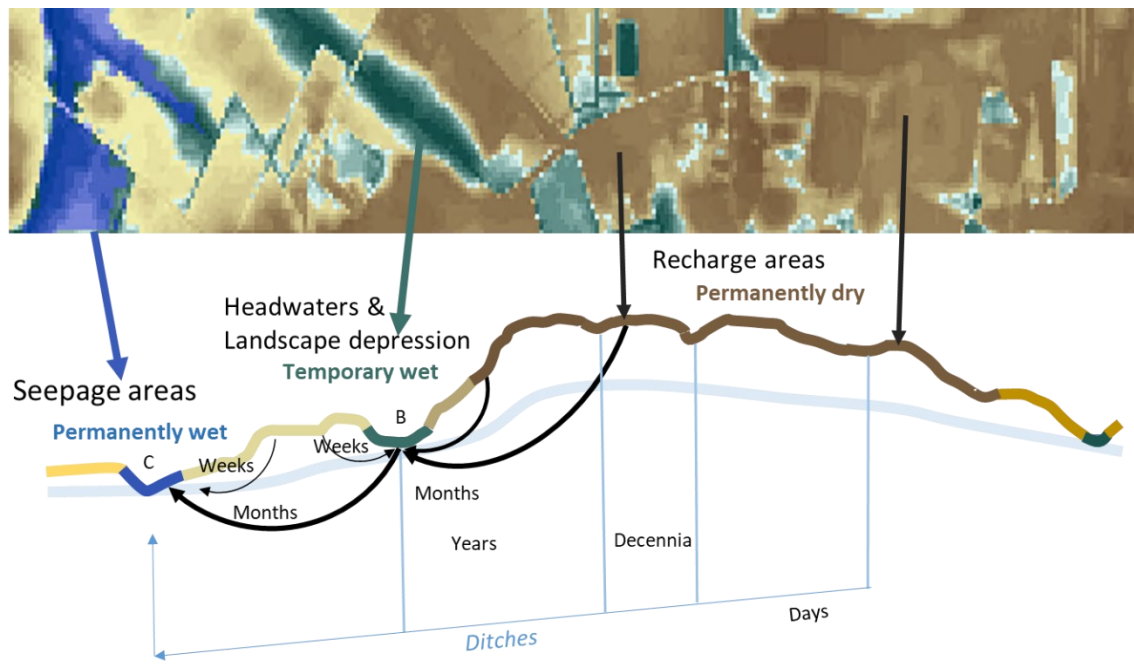 Recharge areas
Permanently dry
Headwaters &
Landscape depression
Temporary wet
Seepage areas
Permanently wet
B
C
Weeks
Weeks
Months
Months
Years
Decennia
Days
Ditches